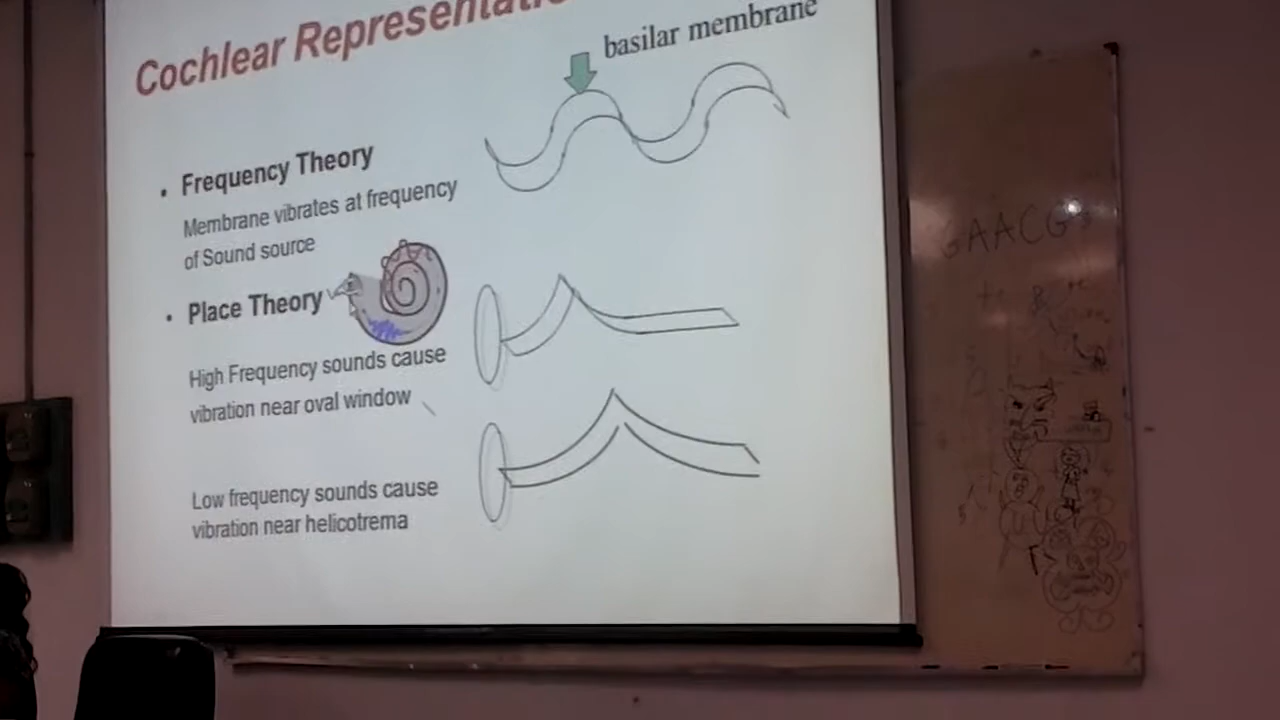 Cochlear
basilar membrane
• Frequency Theory
Membrane vibrates at frequency
of Sound source
• Place Theory
High Frequency sounds cause
vibration near oval window
Low frequency sounds cause
vibration near helicotrema
GAACG